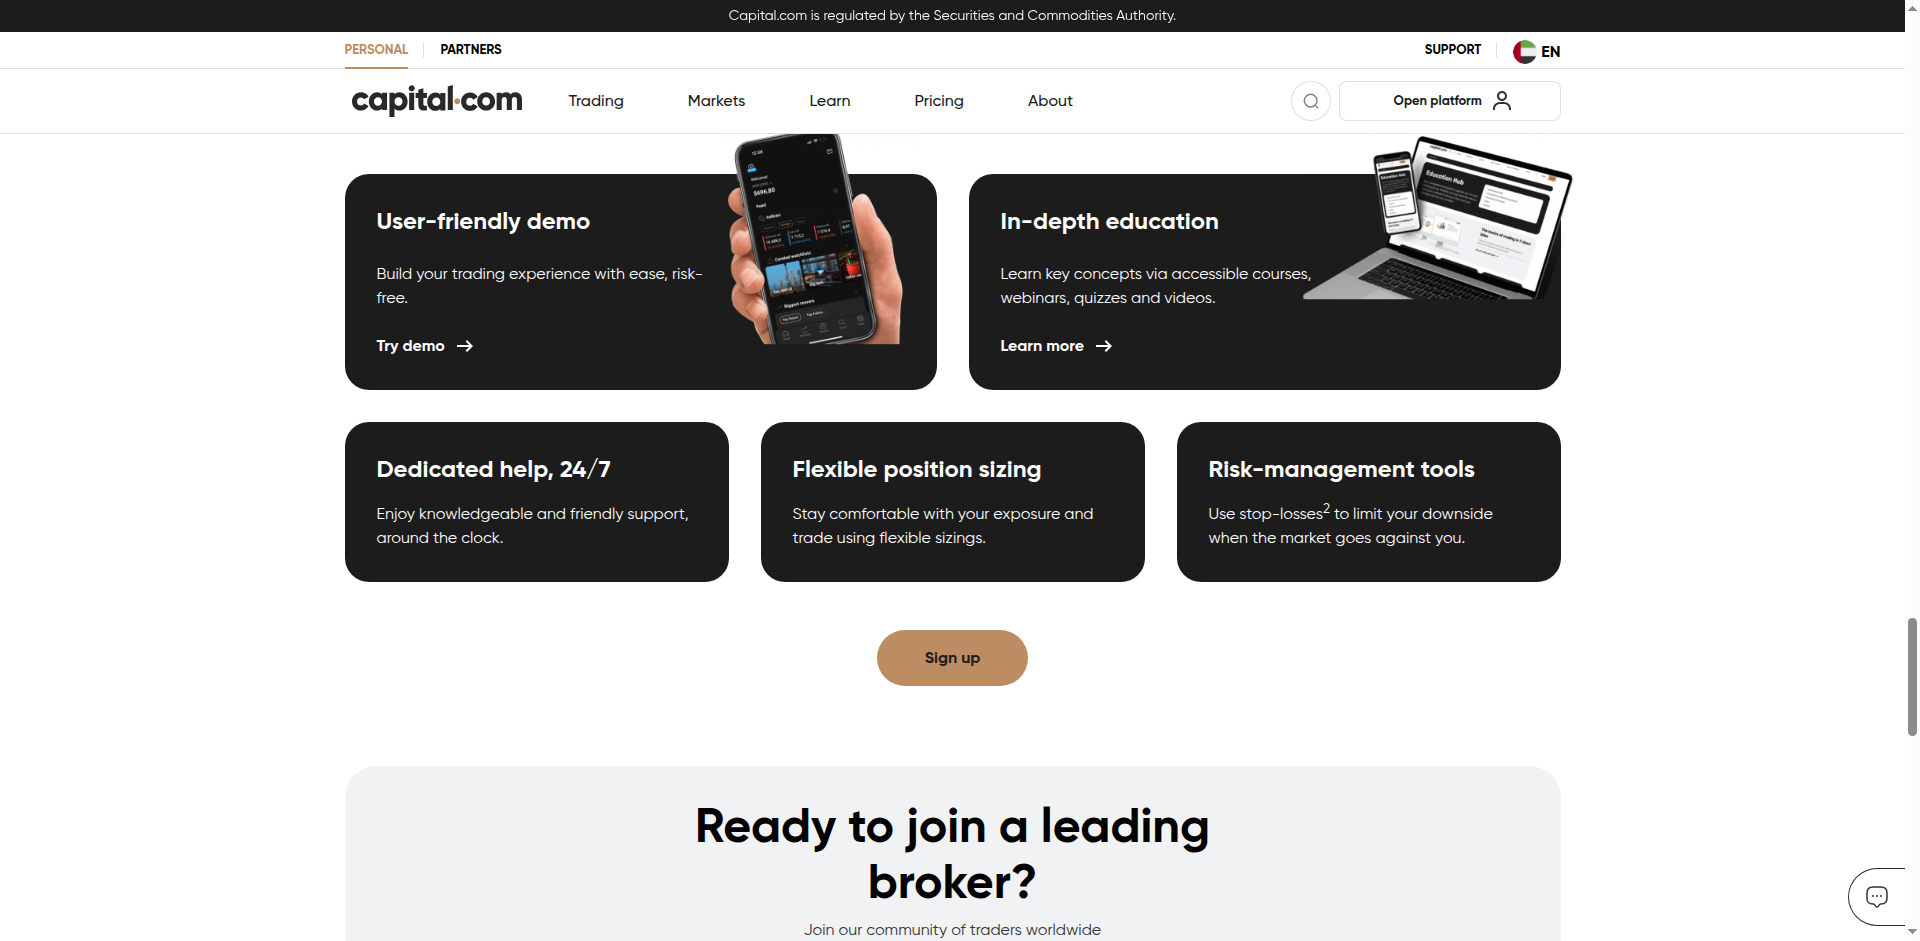 Capital.com is regulated by the Securities and Commodities Authority.
PERSONAL
PARTNERS
SUPPORT
EN
capital.com
Trading
Markets
Learn
Pricing
About
Open platform
User-friendly demo
Build your trading experience with ease, risk-
free.
Try demo
In-depth education
Learn key concepts via accessible courses,
webinars, quizzes and videos.
Learn more
Education Hub
Dedicated help, 24/7
Enjoy knowledgeable and friendly support,
around the clock.
Flexible position sizing
Stay comfortable with your exposure and
trade using flexible sizings.
Risk-management tools
Use stop-losses² to limit your downside
when the market goes against you.
Sign up
Ready to join a leading
broker?
Join our community of traders worldwide